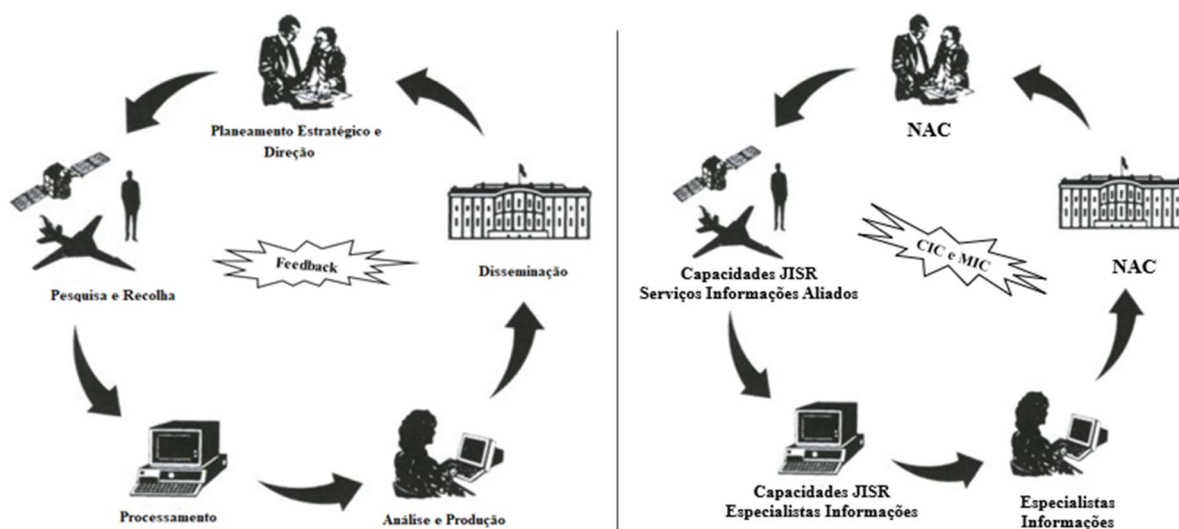 Planeamento Estratégico e
Direção
Pesquisa e Recolha
Feedback
Disseminação
Processamento
Análise e Produção
NAC
Capacidades JISR
Serviços Informações Aliados
CIC e MIC
NAC
Capacidades JISR
Especialistas Informações
Especialistas
Informações